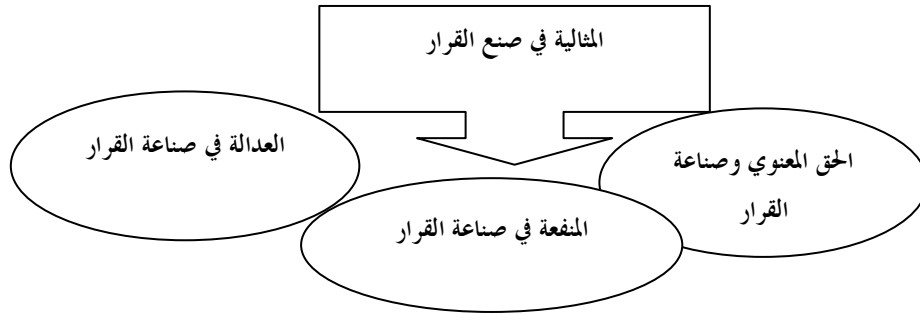 المثالية في صنع القرار
العدالة في صناعة القرار
الحق المعنوي وصناعة
القرار
المنفعة في صناعة القرار